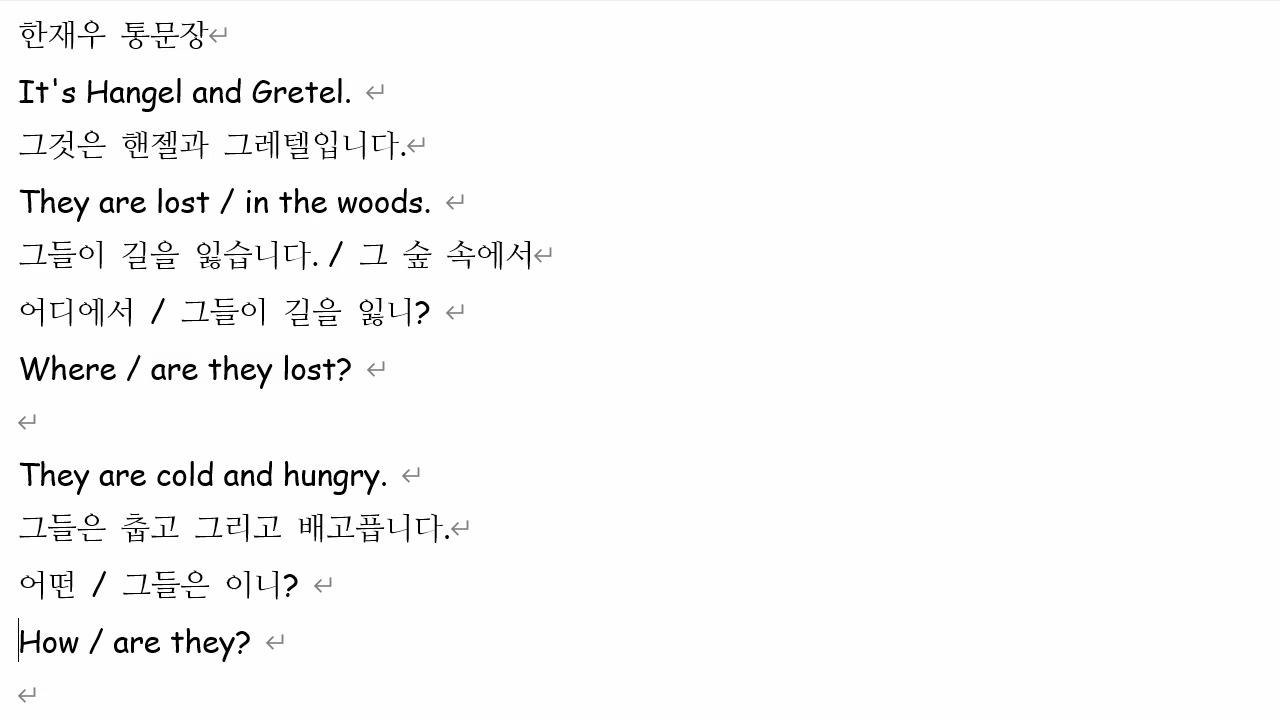 한재우 통문장
It's Hangel and Gretel.
그것은 핸젤과 그레텔입니다.
They are lost / in the woods.
그들이 길을 잃습니다. / 그 숲 속에서
어디에서 / 그들이 길을 잃니?
Where / are they lost?
They are cold and hungry.
그들은 춥고 그리고 배고픕니다.
어떤 / 그들은 이니?
How / are they?